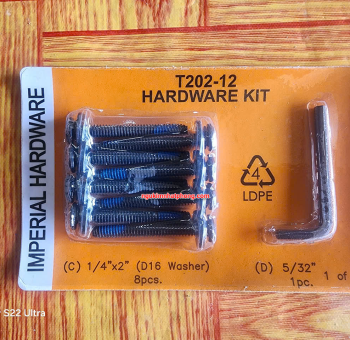 T202-12
HARDWARE KIT
IMPERIAL HARDWARE
4
LDPE
(C) 1/4"x2" (D16 Washer)
8pcs.
(D) 5/32"
1pc. 1 of
S22 Ultra